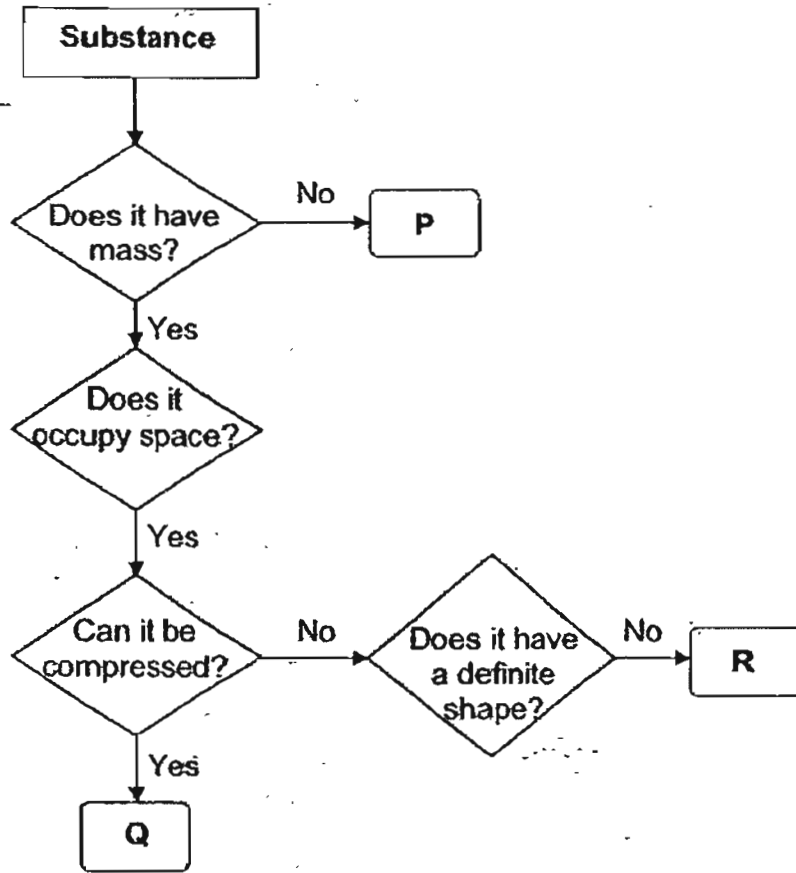 Substance
Does it have
mass?
No
P
Yes
Does it
occupy space?
Yes
Can it be
compressed?
No
Does it have
a definite
shape?
No
R
Yes
Q